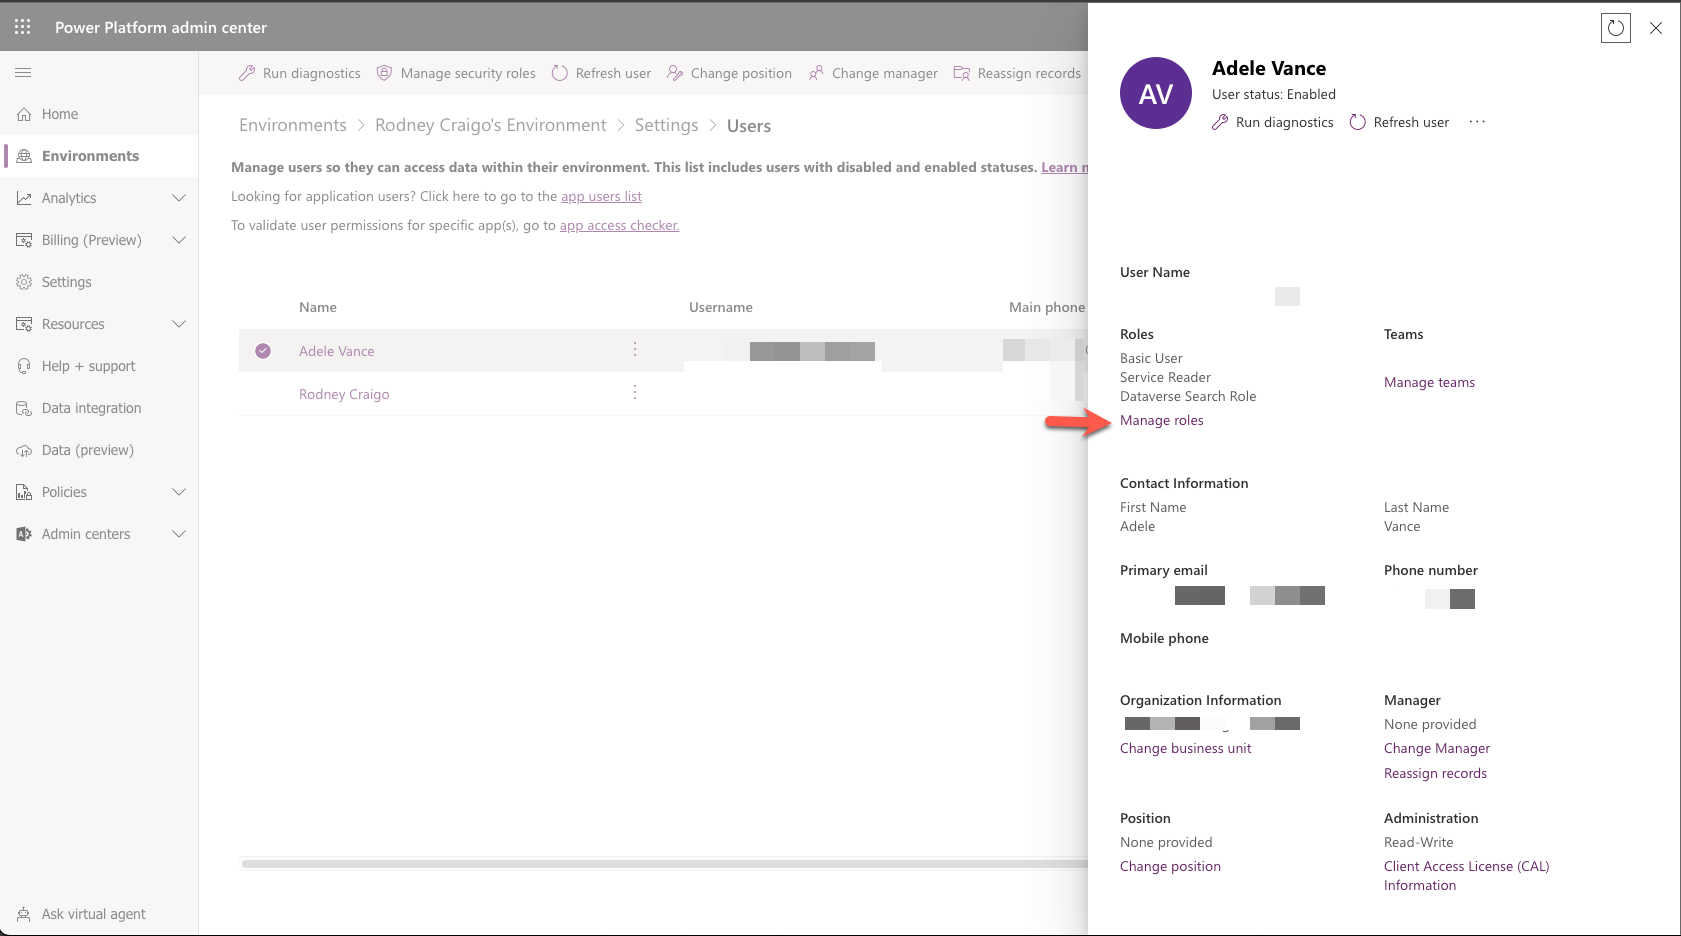 Power Platform admin center
Home
Environments
Analytics
Billing (Preview)
Settings
Resources
Help + support
Data integration
Data (preview)
Policies
Admin centers
Ask virtual agent
Run diagnostics
Manage security roles
Refresh user
Change position
Change manager
Reassign records
Environments > Rodney Craigo's Environment > Settings > Users
Manage users so they can access data within their environment. This list includes users with disabled and enabled statuses. Learn
Looking for application users? Click here to go to the app users list
To validate user permissions for specific app(s), go to app access checker.
Name Username Main phone
Adele Vance
Rodney Craigo
AV
Adele Vance
User status: Enabled
Run diagnostics Refresh user ...
User Name
Roles
Basic User
Service Reader
Dataverse Search Role
Manage roles
Teams
Manage teams
Contact Information
First Name
Adele
Last Name
Vance
Primary email
Phone number
Mobile phone
Organization Information
Change business unit
Manager
None provided
Change Manager
Reassign records
Position
None provided
Change position
Administration
Read-Write
Client Access License (CAL)
Information